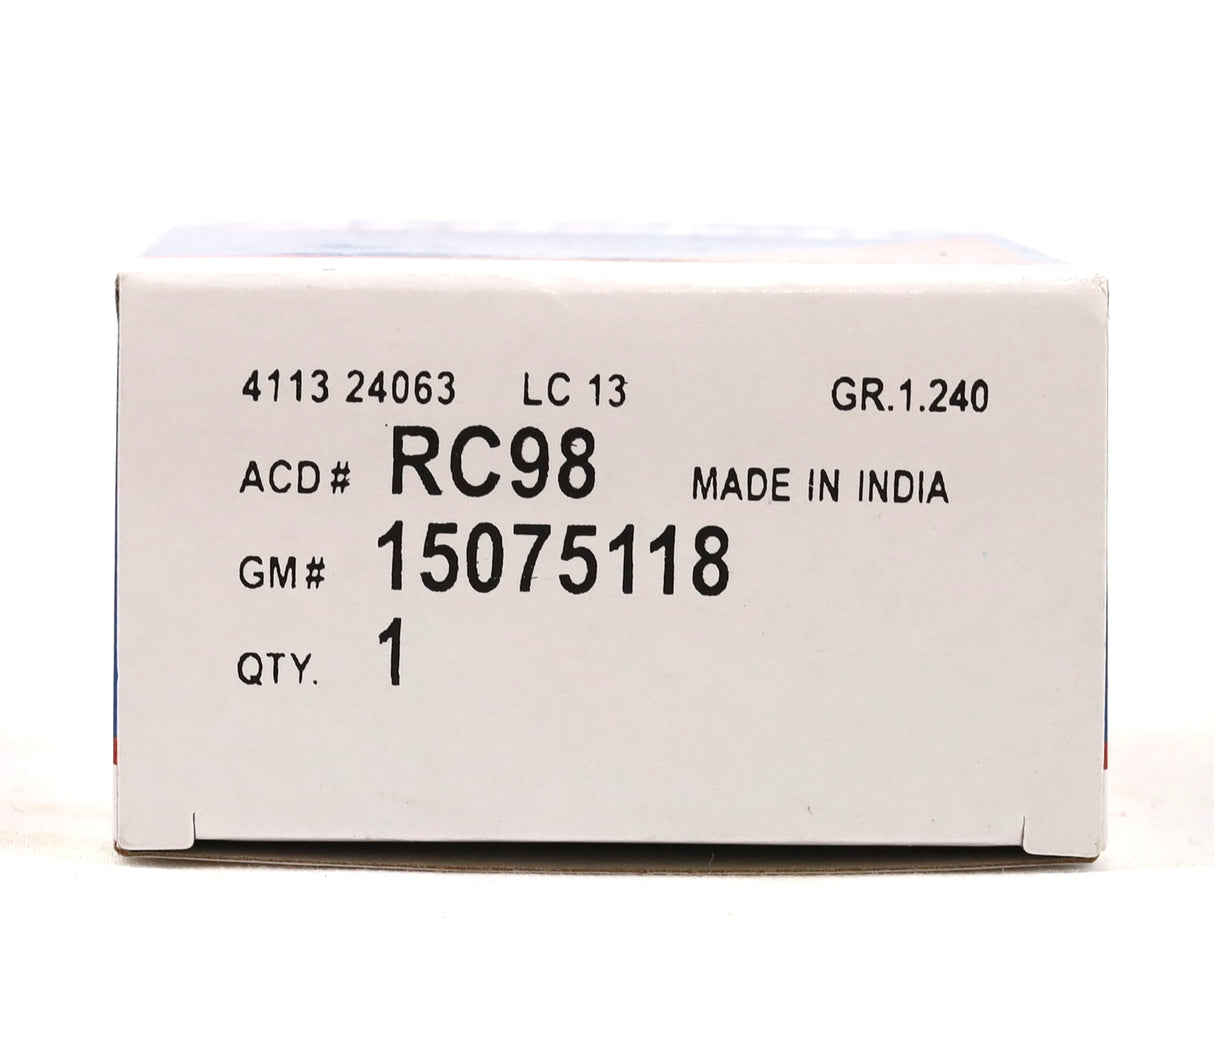 4113 24063 LC 13 GR.1.240
ACD# RC98 MADE IN INDIA
GM# 15075118
QTY. 1